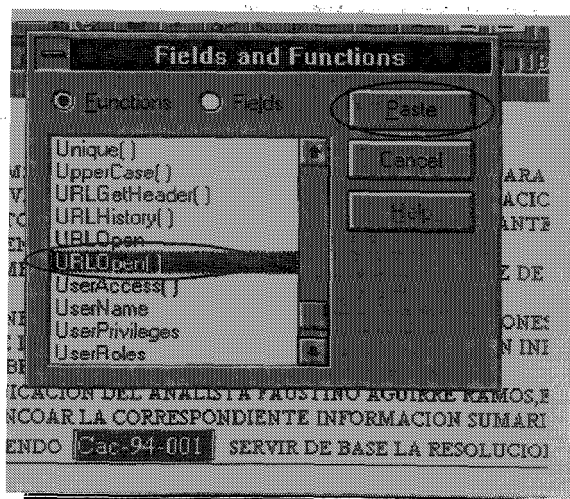 Fields and Functions
Functions Fields
Paste
Cancel
Help
Unique( )
UpperCase( )
URLGetHeader( )
URLHistory( )
URLOpen
URLOpen( )
UserAccess( )
UserName
UserPrivileges
UserRoles
ARA
ACIC
ANTE
Z DE
ONES
N INI
ICACION DEL ANALISTA FAUSTINO AGUIRRE RAMOS,E
NCOAR LA CORRESPONDIENTE INFORMACION SUMARI
ENDO Cac-94-001 SERVIR DE BASE LA RESOLUCIOI